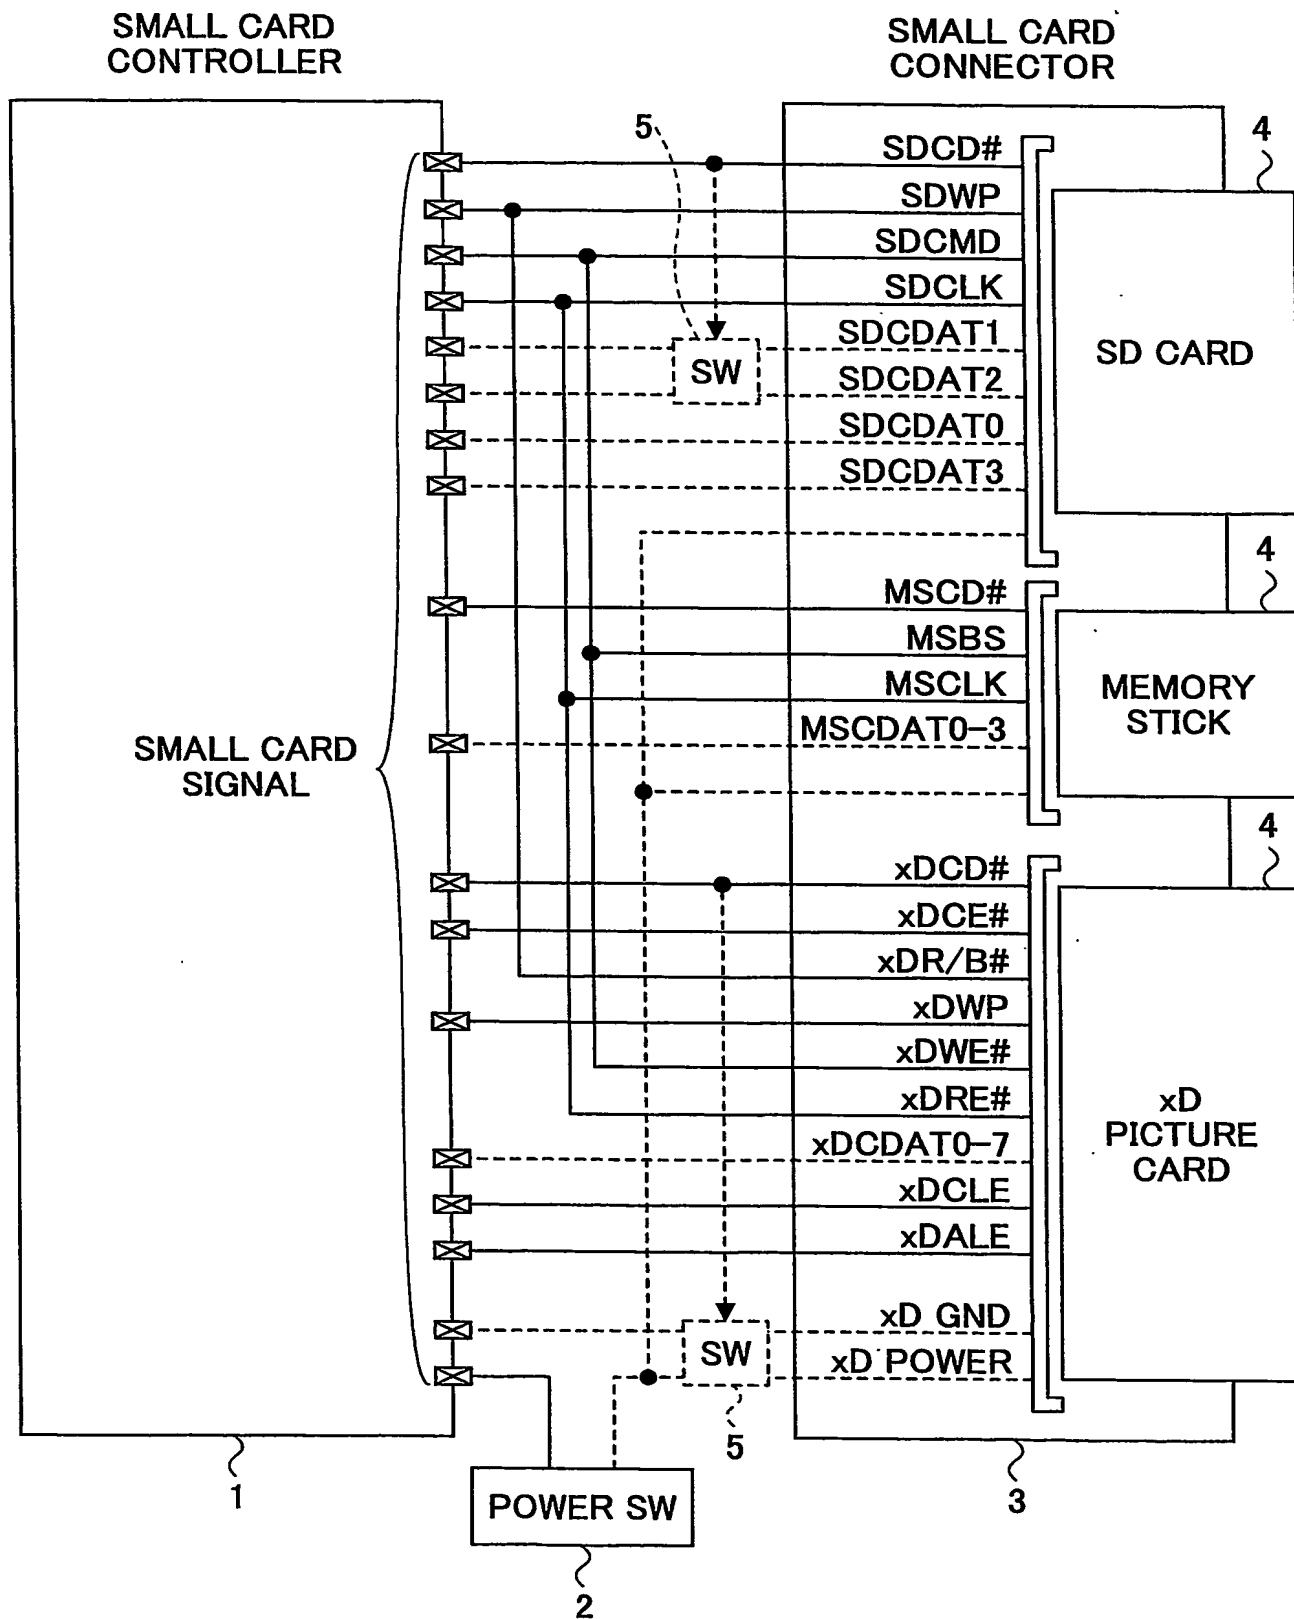 SMALL CARD
CONTROLLER
SMALL CARD
CONNECTOR
5
4
SDCD#
SDWP
SDCMD
SDCLK
SDCDAT1
SW
SDCDAT2
SD CARD
SDCDAT0
SDCDAT3
4
MSCD#
MSBS
MSCLK
MEMORY
STICK
MSCDAT0-3
SMALL CARD
SIGNAL
4
xDCD#
xDCE#
xDR/B#
xDWP
xDWE#
xDRE#
xD
PICTURE
CARD
xDCDAT0-7
xDCLE
xDALE
xD GND
SW
xD POWER
5
1
3
POWER SW
2